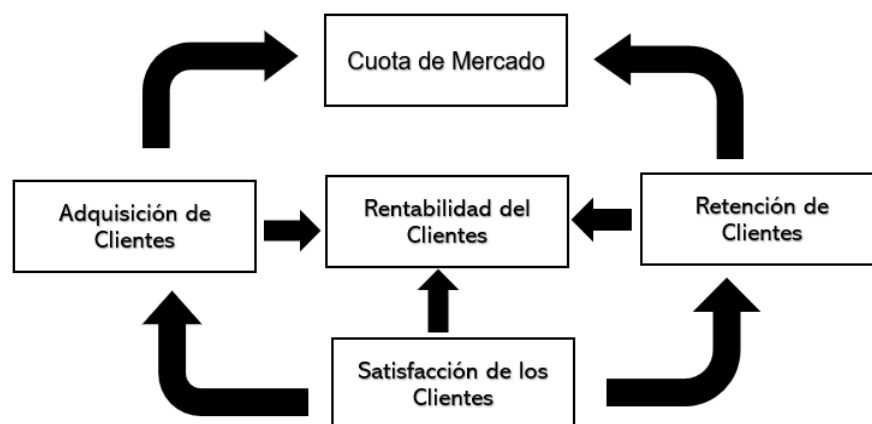 Cuota de Mercado
Adquisición de
Clientes
Rentabilidad del
Clientes
Retención de
Clientes
Satisfacción de los
Clientes